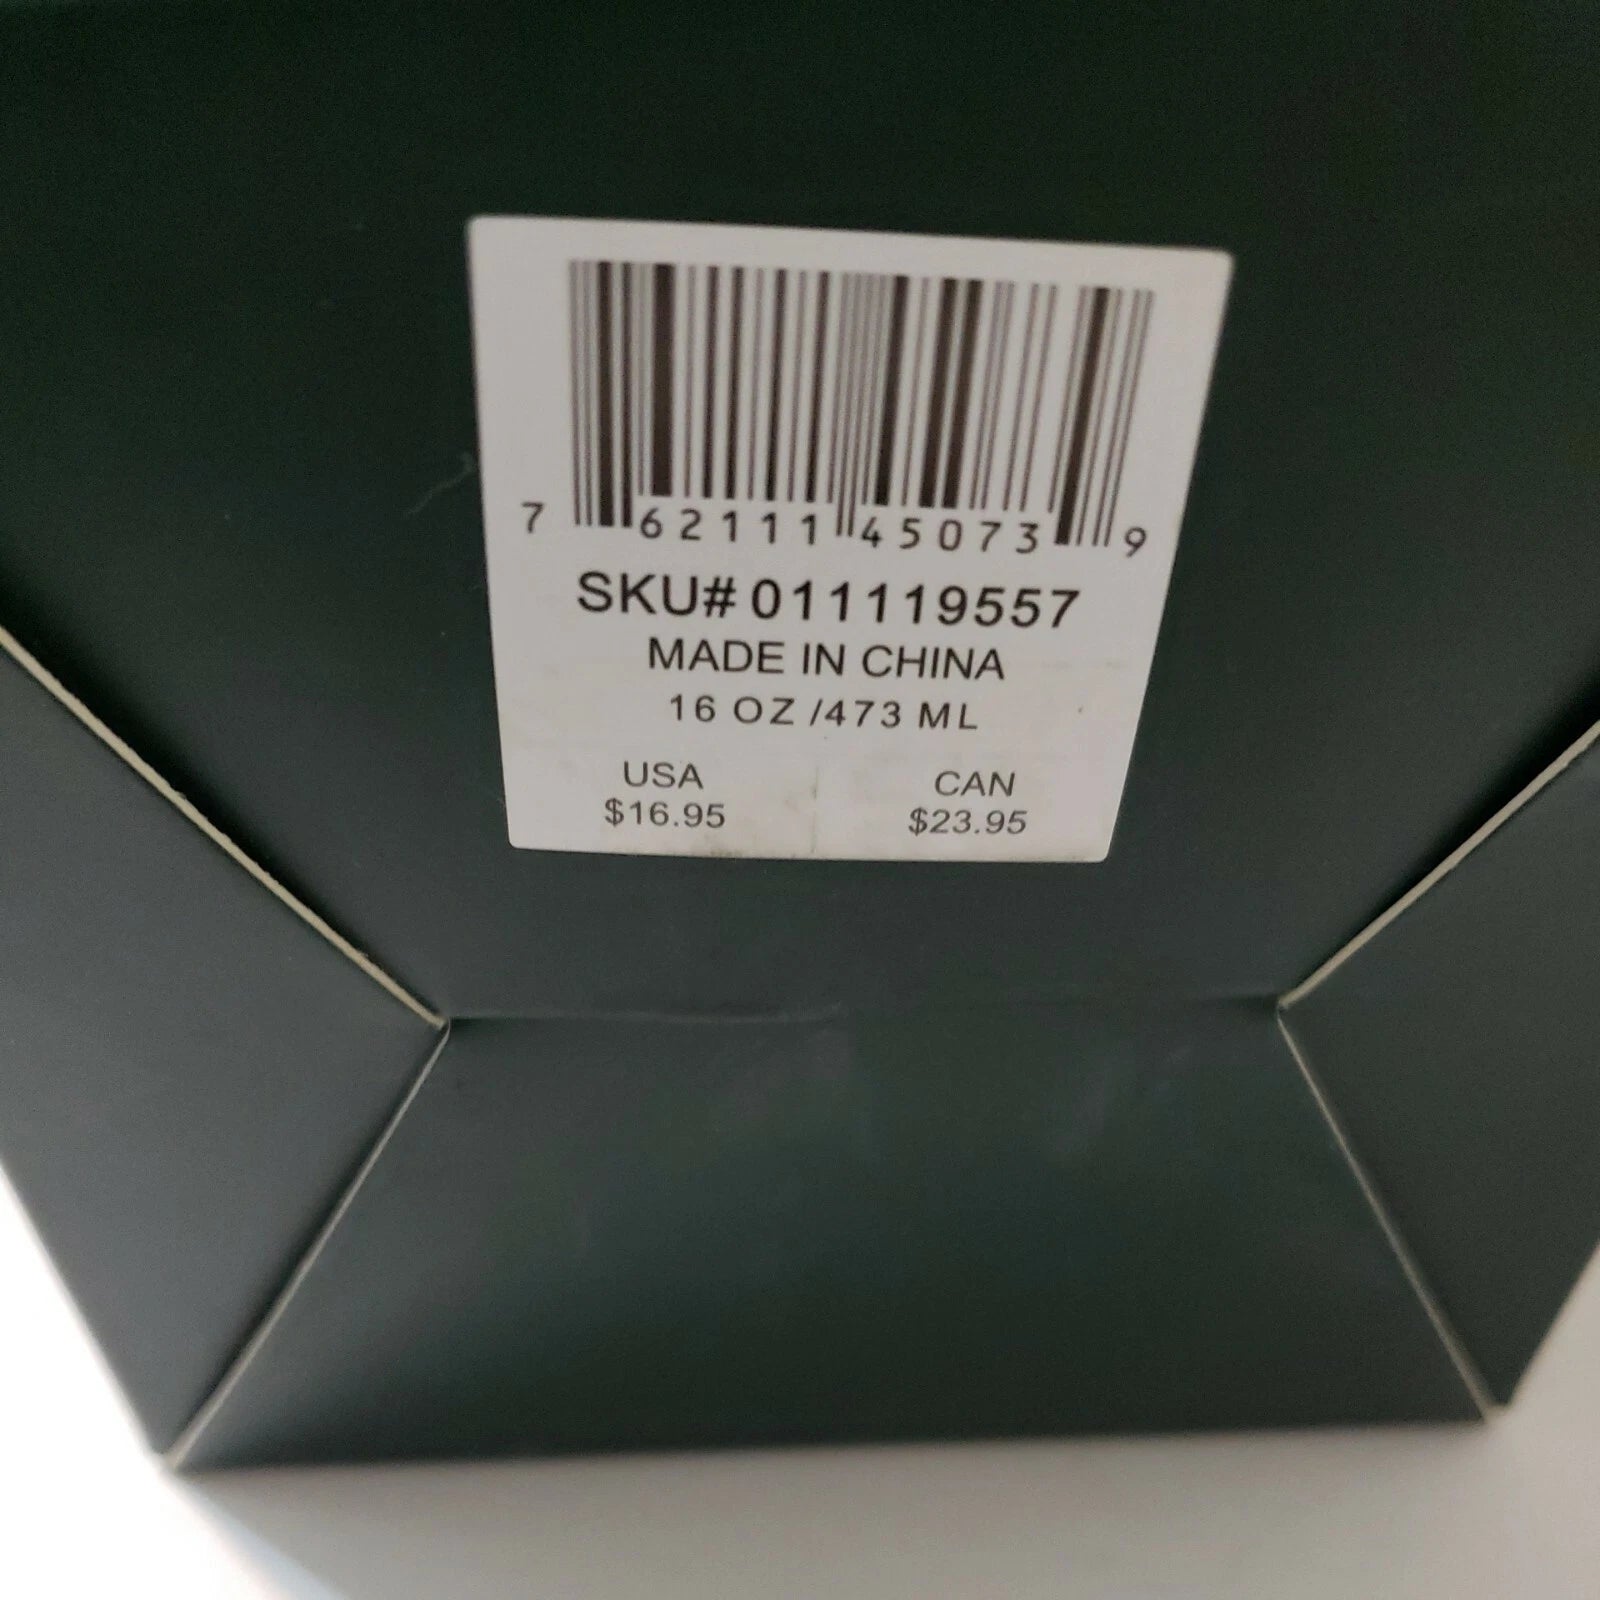 7 62111 45073 9
SKU# 011119557
MADE IN CHINA
16 OZ /473 ML
USA CAN
$16.95 $23.95